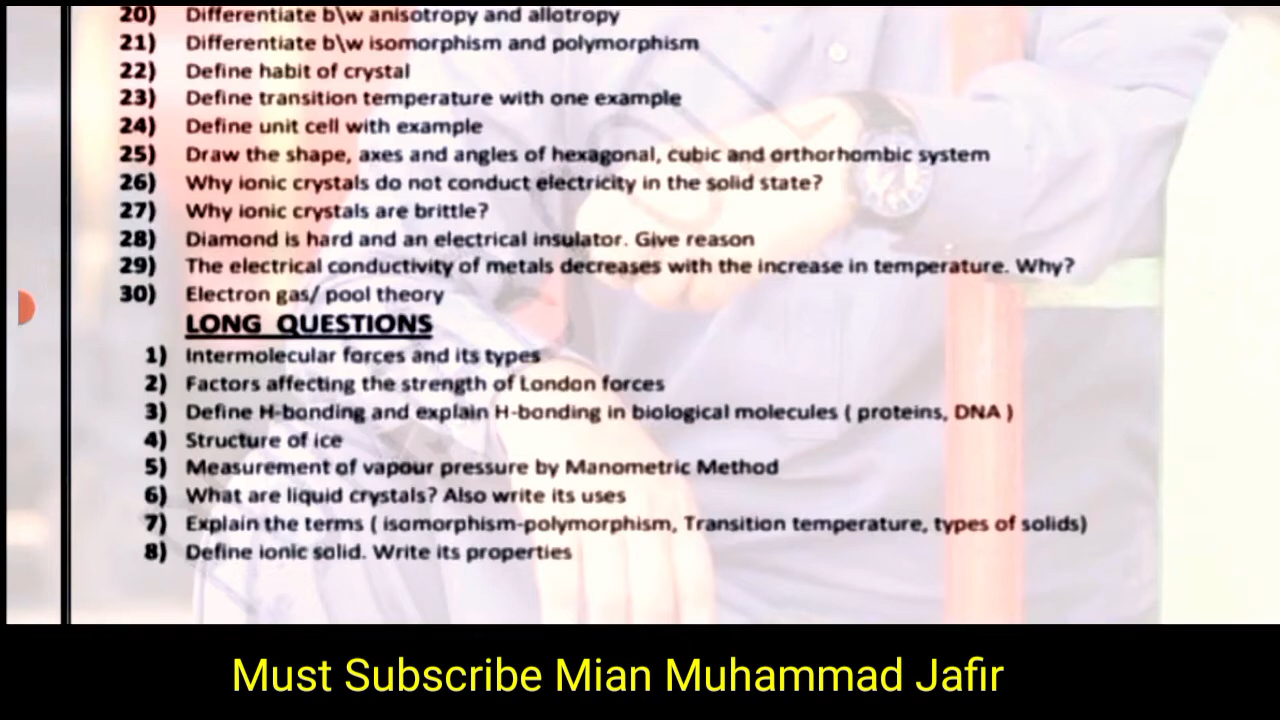 20) Differentiate b\w anisotropy and allotropy
21) Differentiate b\w isomorphism and polymorphism
22) Define habit of crystal
23) Define transition temperature with one example
24) Define unit cell with example
25) Draw the shape, axes and angles of hexagonal, cubic and orthorhombic system
26) Why ionic crystals do not conduct electricity in the solid state?
27) Why ionic crystals are brittle?
28) Diamond is hard and an electrical insulator. Give reason
29) The electrical conductivity of metals decreases with the increase in temperature. Why?
30) Electron gas/ pool theory
LONG QUESTIONS
1) Intermolecular forces and its types
2) Factors affecting the strength of London forces
3) Define H-bonding and explain H-bonding in biological molecules ( proteins, DNA )
4) Structure of ice
5) Measurement of vapour pressure by Manometric Method
6) What are liquid crystals? Also write its uses
7) Explain the terms ( isomorphism-polymorphism, Transition temperature, types of solids)
8) Define ionic solid. Write its properties
Must Subscribe Mian Muhammad Jafir